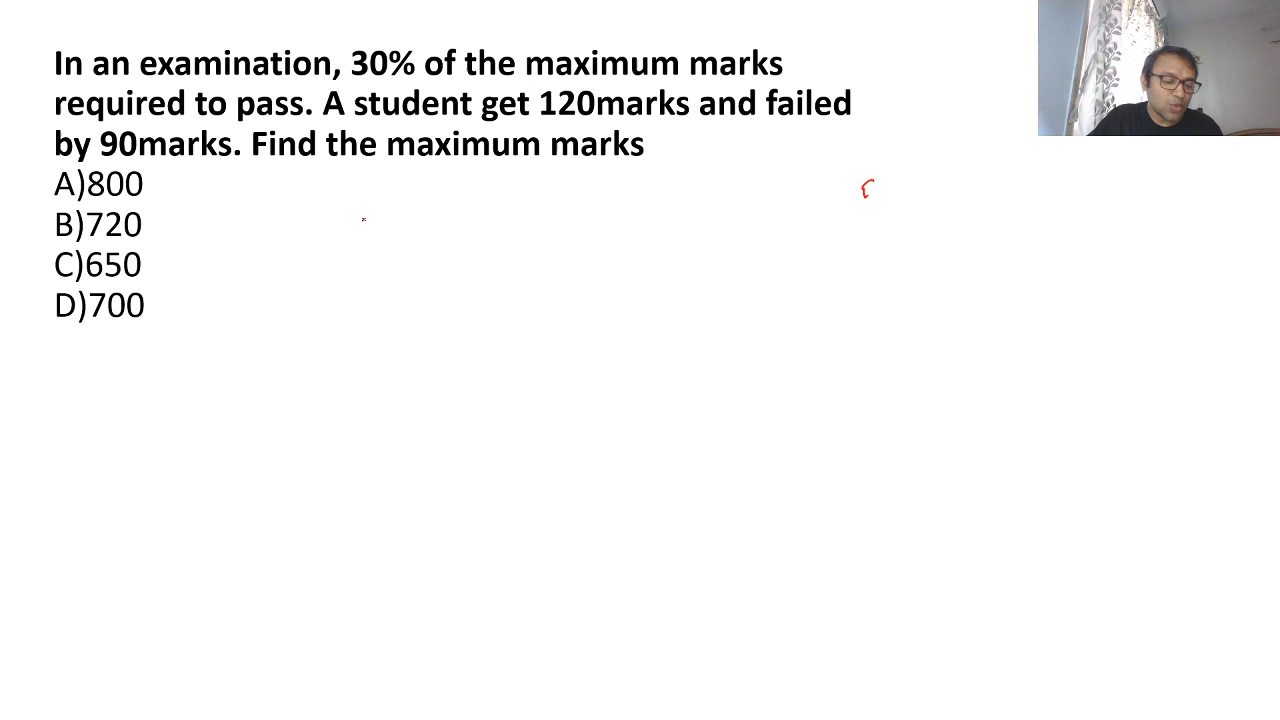 In an examination, 30% of the maximum marks
required to pass. A student get 120marks and failed
by 90marks. Find the maximum marks
A)800
B)720
C)650
D)700